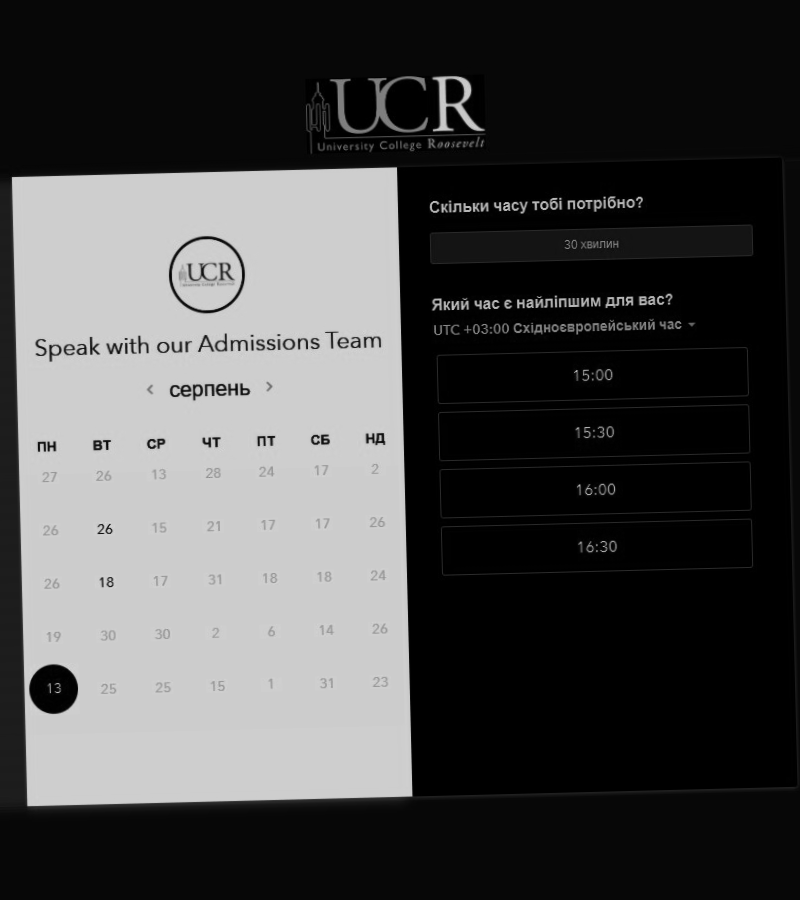 UCR
University College Roosevelt
UCR
University College Roosevelt
Speak with our Admissions Team
серпень
ПН ВТ СР ЧТ ПТ СБ НД
27 26 13 28 24 17 2
26 26 15 21 17 17 26
26 18 17 31 18 18 24
19 30 30 2 6 14 26
13 25 25 15 1 31 23
Скільки часу тобі потрібно?
30 хвилин
Який час є найліпшим для вас?
UTC +03:00 Східноєвропейський час
15:00
15:30
16:00
16:30